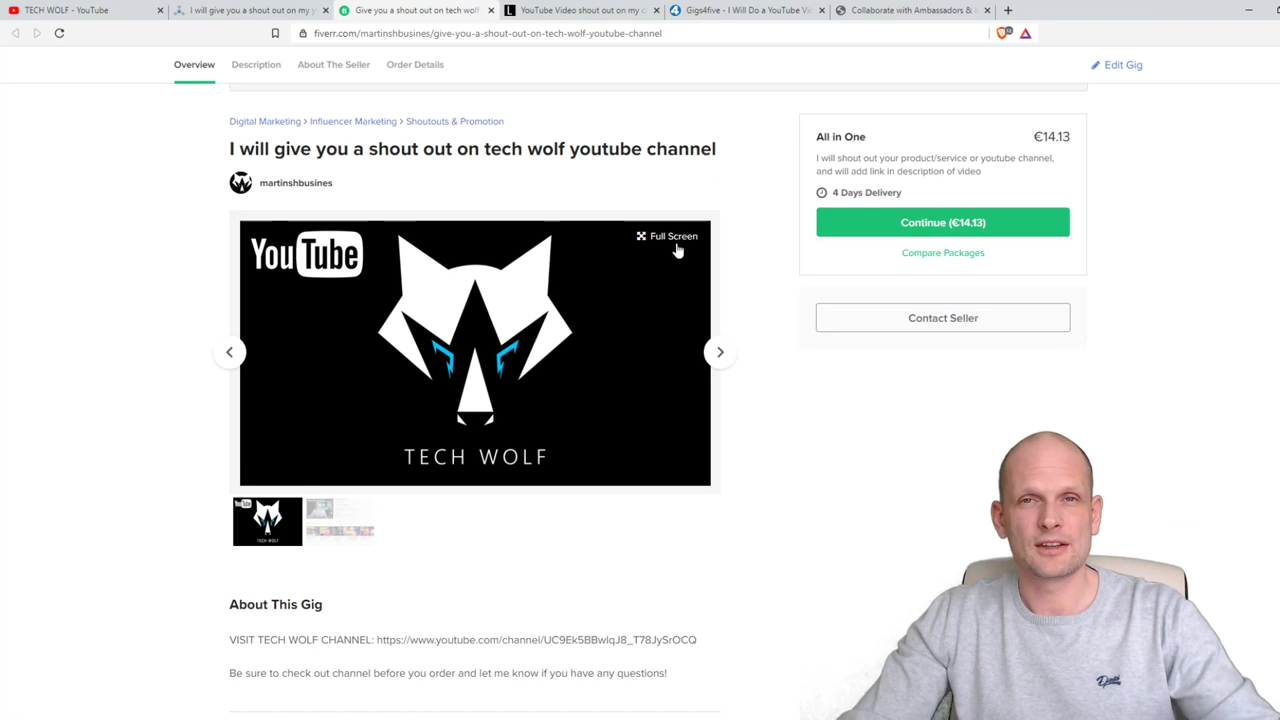 TECH WOLF - YouTube
I will give you a shout out on my y
Give you a shout out on tech wolf
YouTube Video shout out on my c
Gigs4five - I Will Do a YouTube Vi
Collaborate with Ambassadors &
fiverr.com/martinshbusines/give-you-a-shout-out-on-tech-wolf-youtube-channel
Overview
Description
About The Seller
Order Details
Edit Gig
Digital Marketing > Influencer Marketing > Shoutouts & Promotion
I will give you a shout out on tech wolf youtube channel
martinshbusines
YouTube
Full Screen
TECH WOLF
All in One
€14.13
I will shout out your product/service or youtube channel,
and will add link in description of video
4 Days Delivery
Continue (€14.13)
Compare Packages
Contact Seller
About This Gig
VISIT TECH WOLF CHANNEL: https://www.youtube.com/channel/UC9Ek5BBwIqJ8_T78JySrOCQ
Be sure to check out channel before you order and let me know if you have any questions!